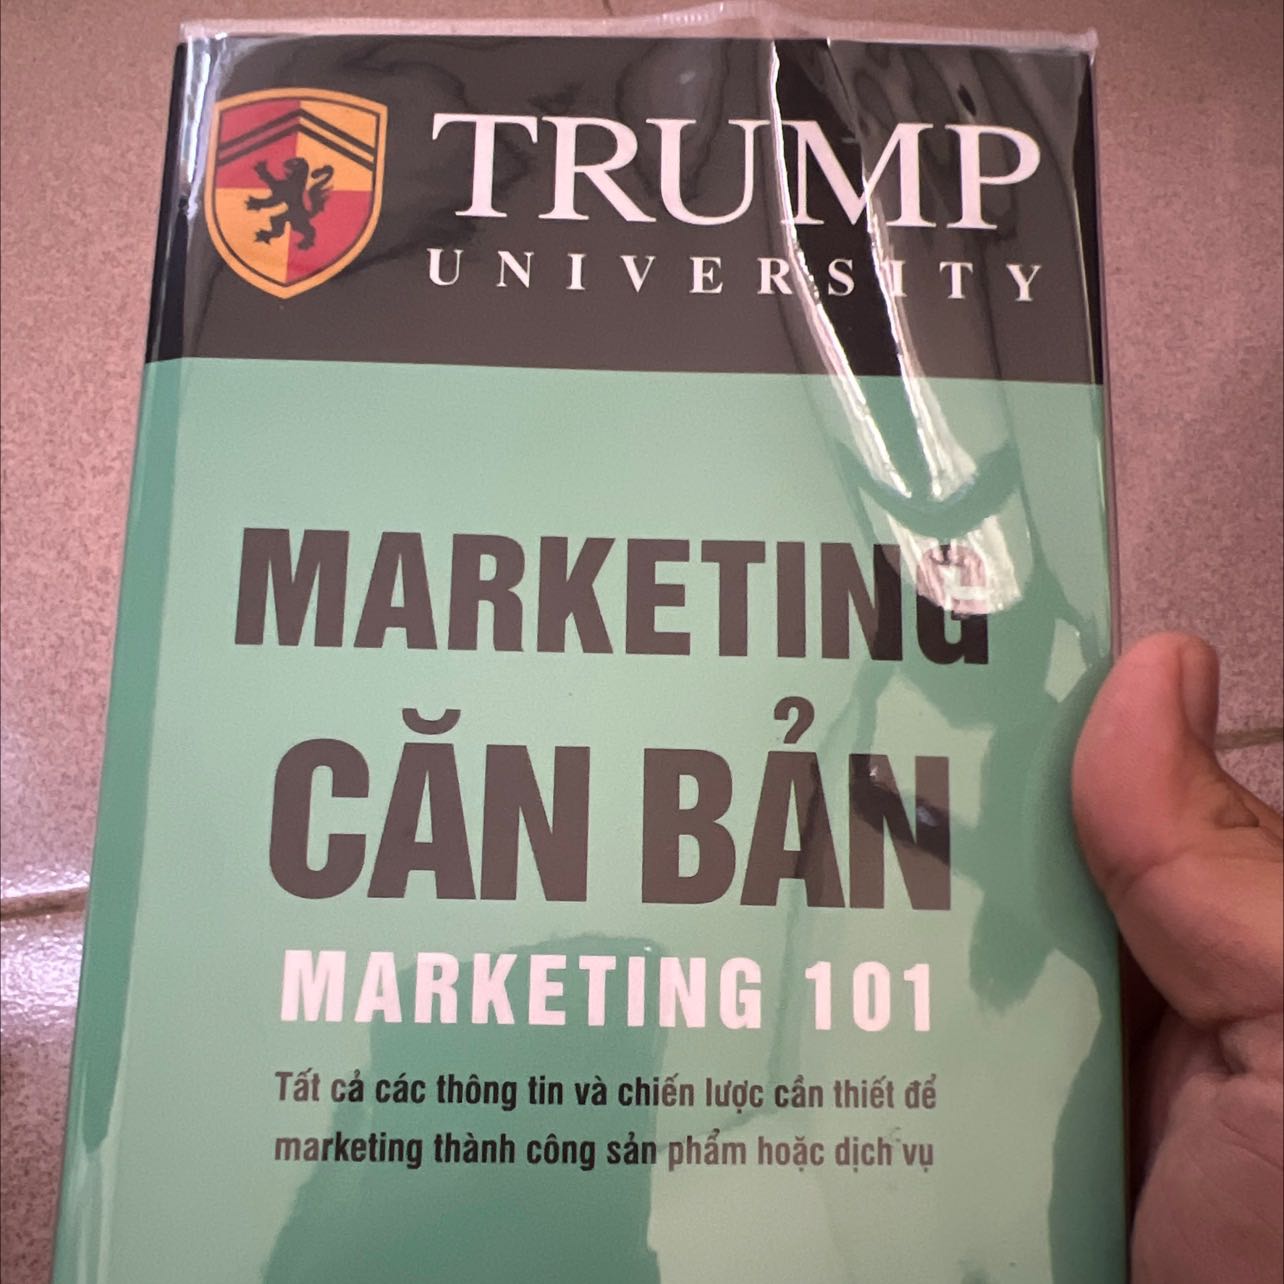 TRUMP
UNIVERSITY
MARKETING
CĂN BẢN
MARKETING 101
Tất cả các thông tin và chiến lược cần thiết để
marketing thành công sản phẩm hoặc dịch vụ